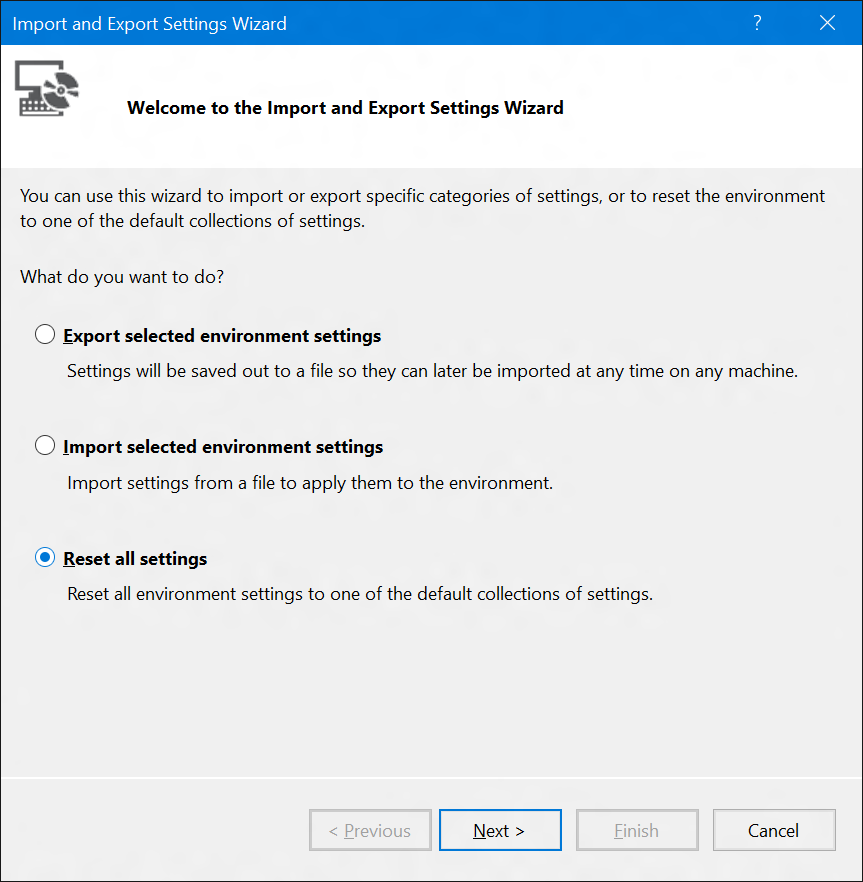 Import and Export Settings Wizard
?
Welcome to the Import and Export Settings Wizard
You can use this wizard to import or export specific categories of settings, or to reset the environment
to one of the default collections of settings.
What do you want to do?
Export selected environment settings
Settings will be saved out to a file so they can later be imported at any time on any machine.
Import selected environment settings
Import settings from a file to apply them to the environment.
Reset all settings
Reset all environment settings to one of the default collections of settings.
< Previous
Next >
Finish
Cancel